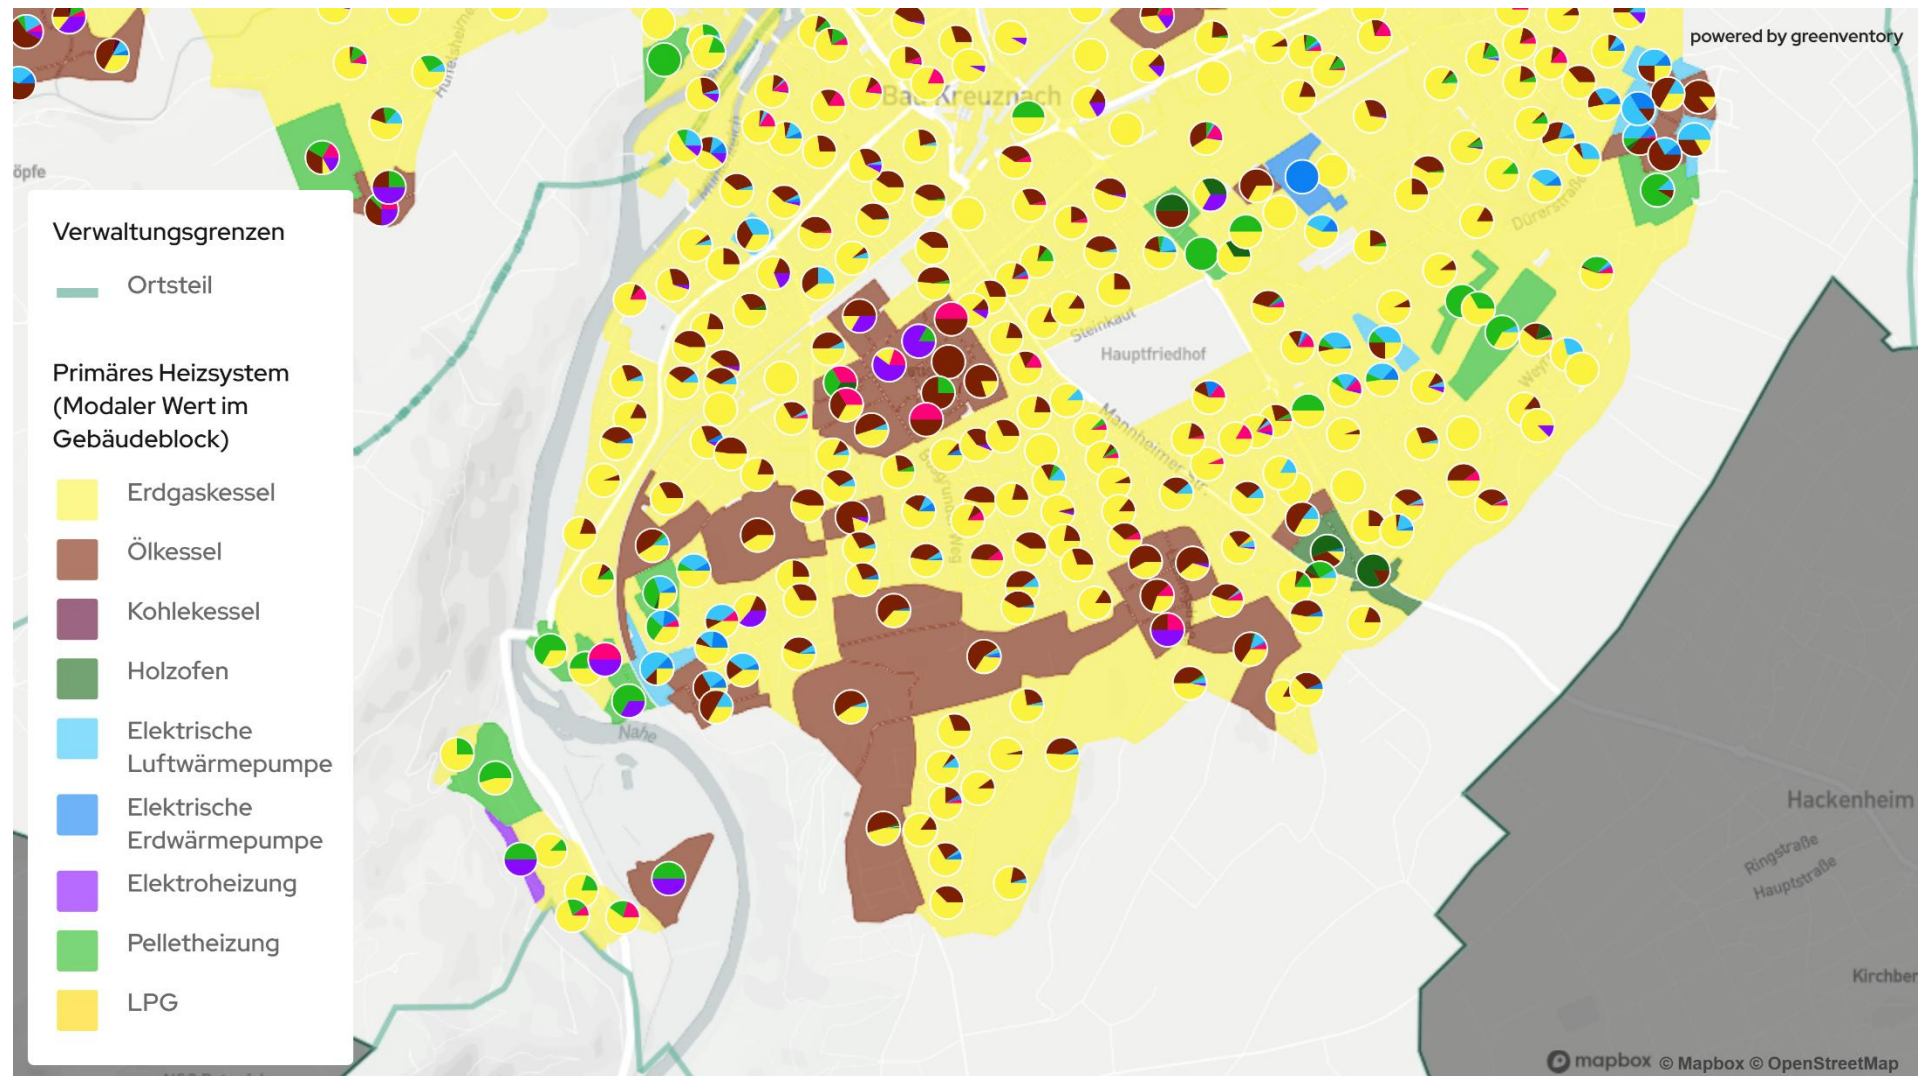 powered by greenventory
Bad Kreuznach
öpfe
Verwaltungsgrenzen
Ortsteil
Primäres Heizsystem
(Modaler Wert im
Gebäudeblock)
Erdgaskessel
Ölkessel
Kohlekessel
Holzofen
Elektrische
Luftwärmepumpe
Elektrische
Erdwärmepumpe
Elektroheizung
Pelletheizung
LPG
Dürerstraße
Steinkaut
Hauptfriedhof
Mannheimer Str.
Nahe
Hackenheim
Ringstraße
Hauptstraße
Kirchber
mapbox © Mapbox © OpenStreetMap